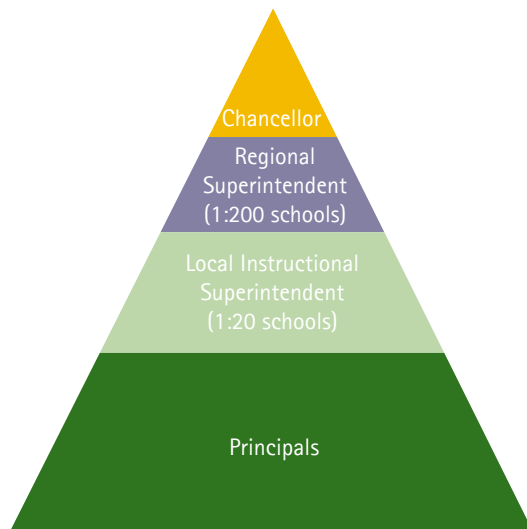 Chancellor
Regional
Superintendent
(1:200 schools)
Local Instructional
Superintendent
(1:20 schools)
Principals